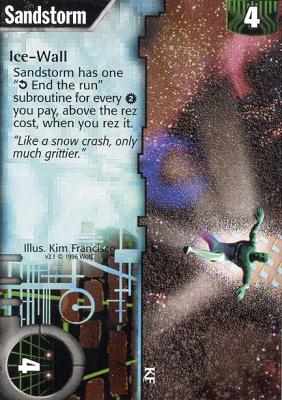 Sandstorm
4
Ice-Wall
Sandstorm has one
"⟲ End the run"
subroutine for every ②
you pay, above the rez
cost, when you rez it.
"Like a snow crash, only
much grittier."
Illus. Kim Francisco
v2.1 © 1996 WotC
4
KF